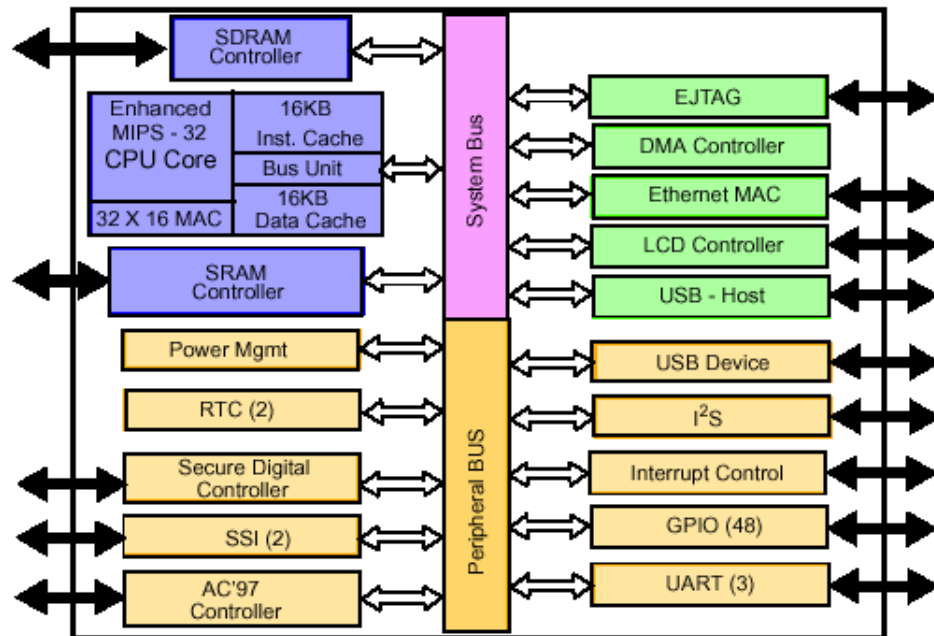 SDRAM
Controller
Enhanced
MIPS - 32
CPU Core
32 X 16 MAC
16KB
Inst. Cache
Bus Unit
16KB
Data Cache
SRAM
Controller
Power Mgmt
RTC (2)
Secure Digital
Controller
SSI (2)
AC'97
Controller
System Bus
Peripheral BUS
EJTAG
DMA Controller
Ethernet MAC
LCD Controller
USB - Host
USB Device
I²S
Interrupt Control
GPIO (48)
UART (3)